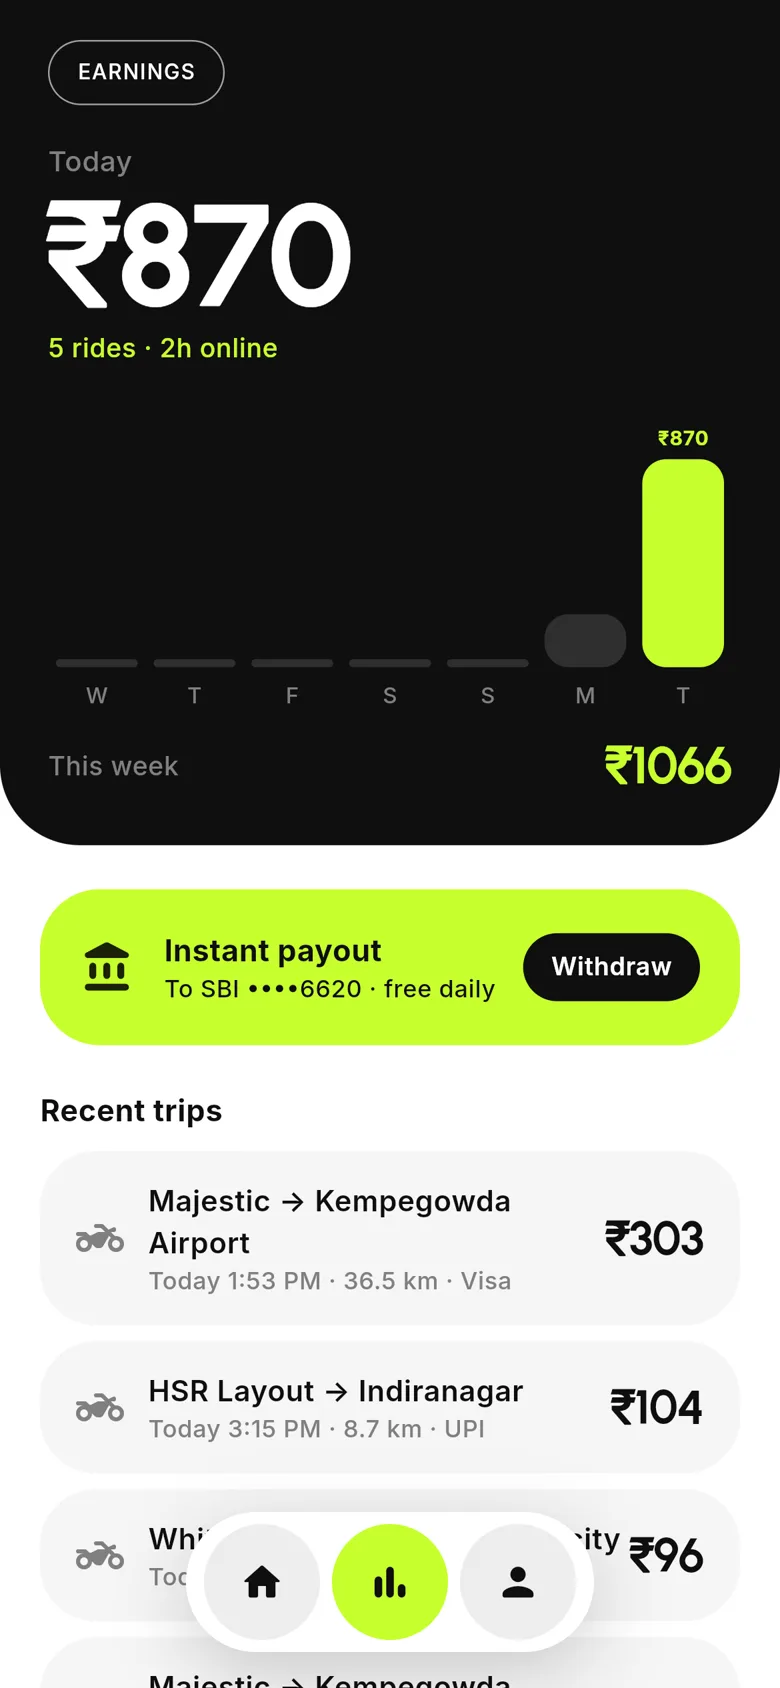 EARNINGS
Today
₹870
5 rides · 2h online
₹870
W T F S S M T
This week
₹1066
Instant payout
To SBI ••••6620 · free daily
Withdraw
Recent trips
Majestic → Kempegowda
Airport
₹303
Today 1:53 PM · 36.5 km · Visa
HSR Layout → Indiranagar
₹104
Today 3:15 PM · 8.7 km · UPI
₹96
Majestic → Kempegowda